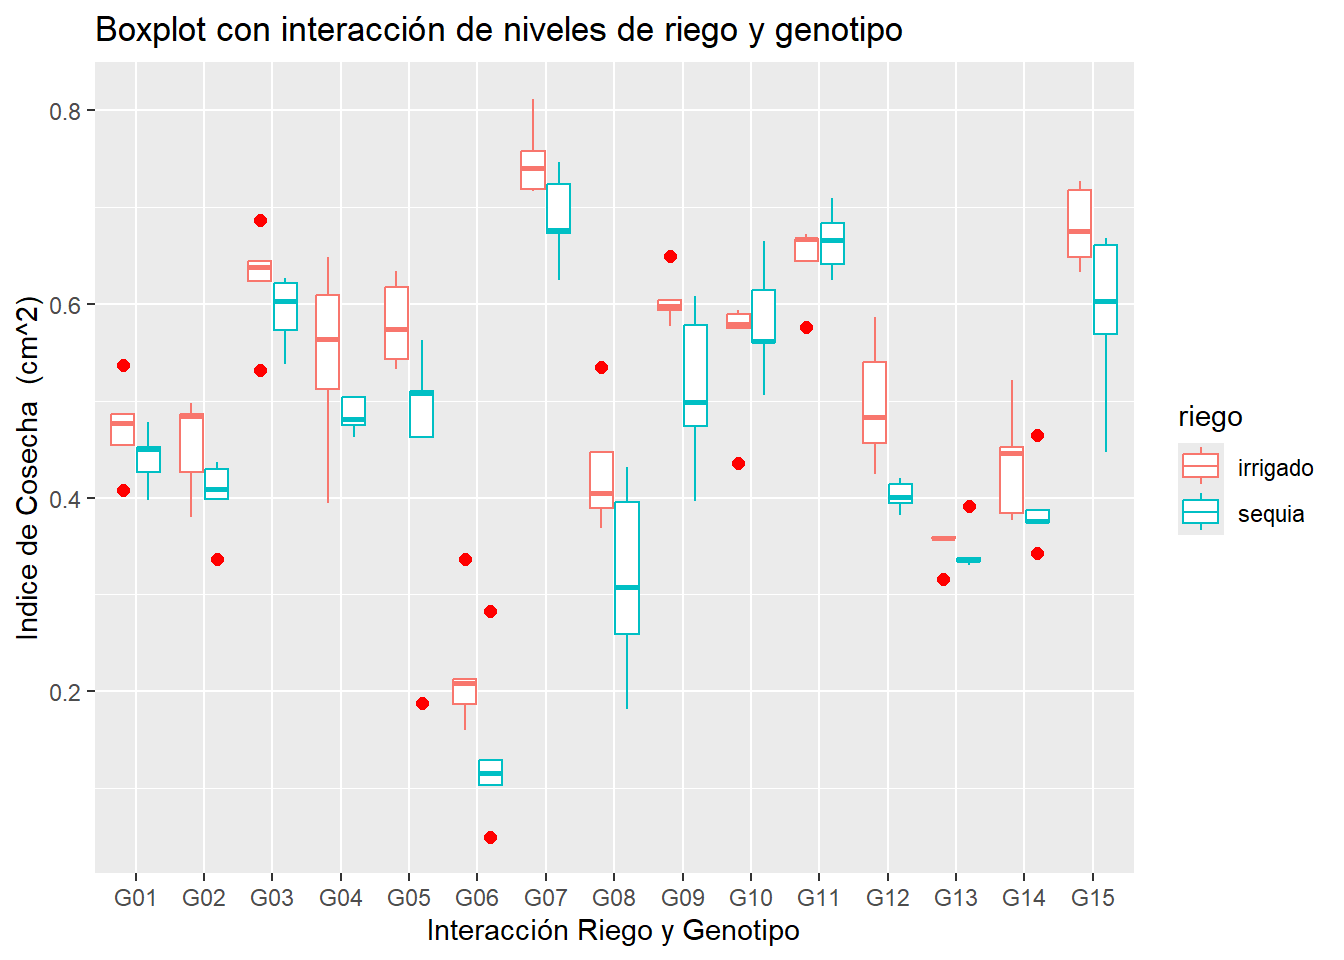 Boxplot con interacción de niveles de riego y genotipo
Indice de Cosecha  (cm^2)
0.8
0.6
0.4
0.2
G01 G02 G03 G04 G05 G06 G07 G08 G09 G10 G11 G12 G13 G14 G15
Interacción Riego y Genotipo
riego
irrigado
sequia